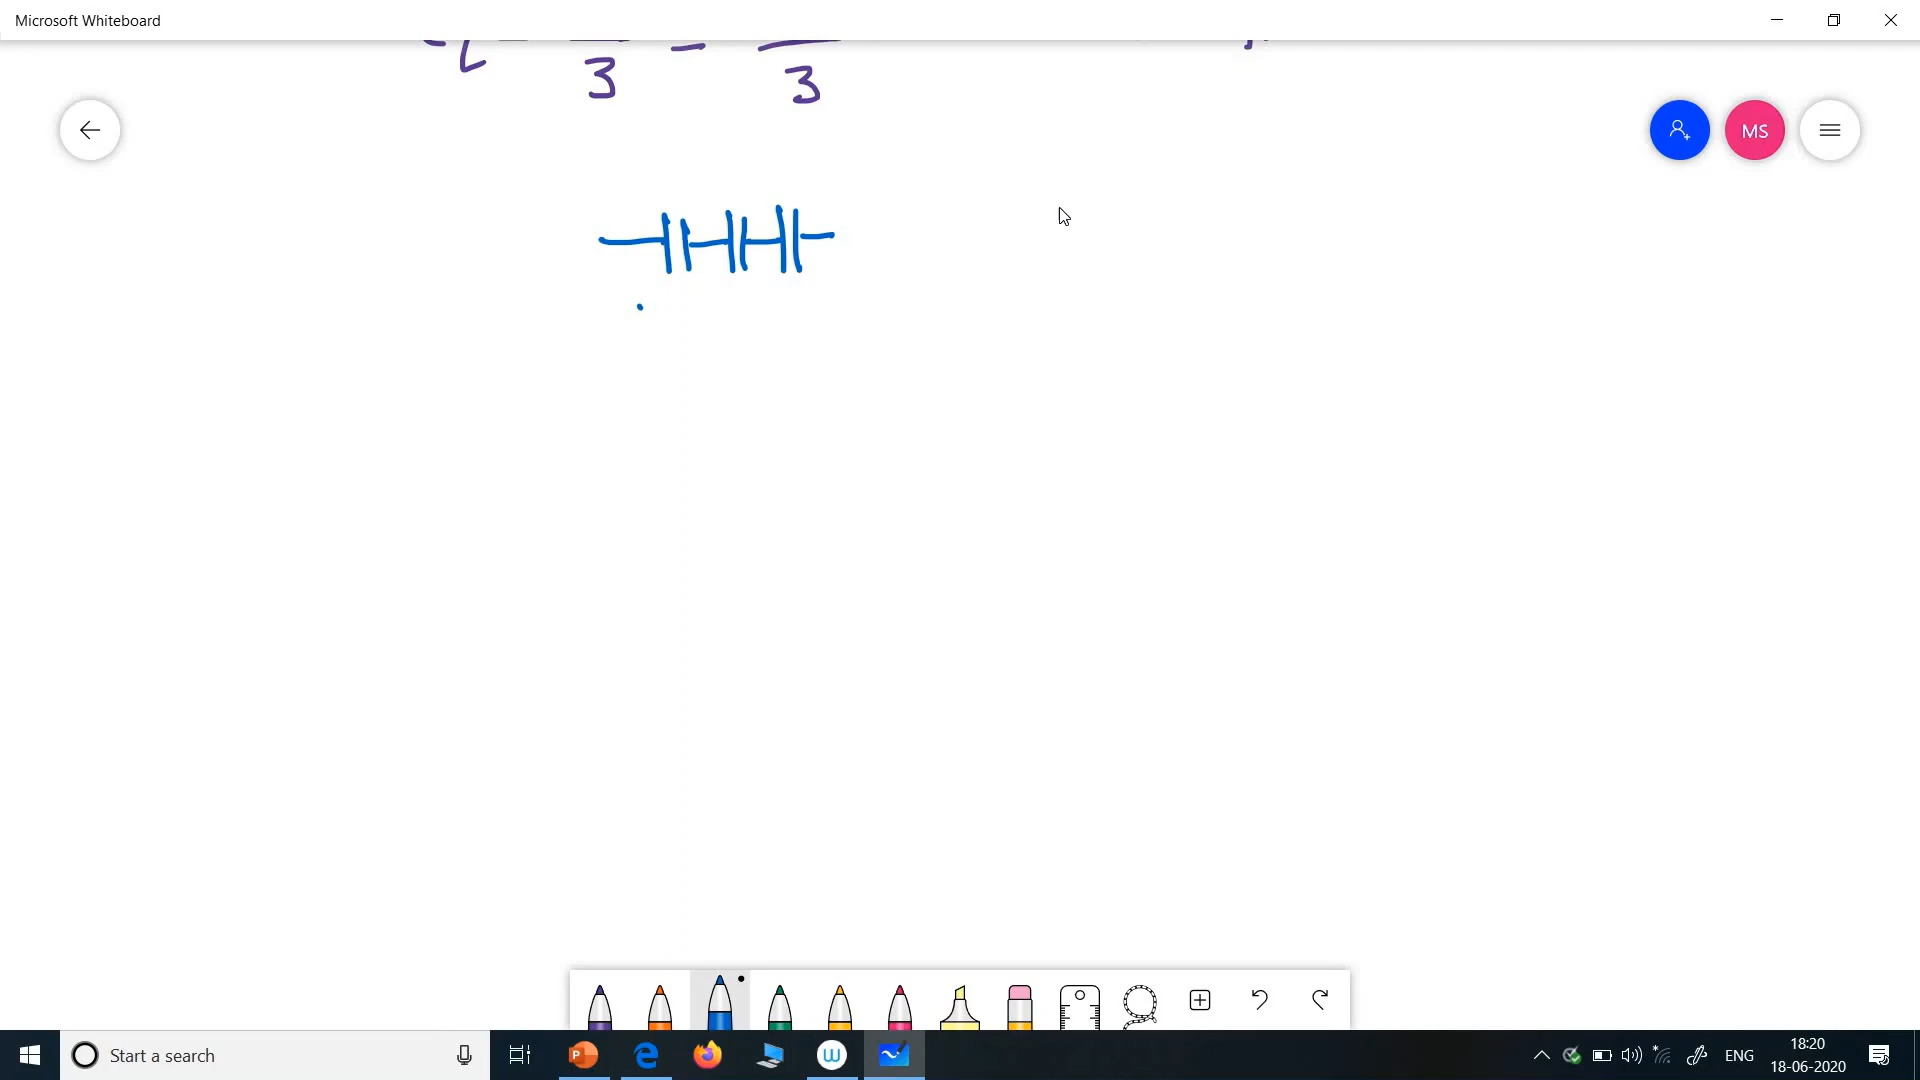 Microsoft Whiteboard
3 - 3
MS
Start a search
ENG
18:20
18-06-2020